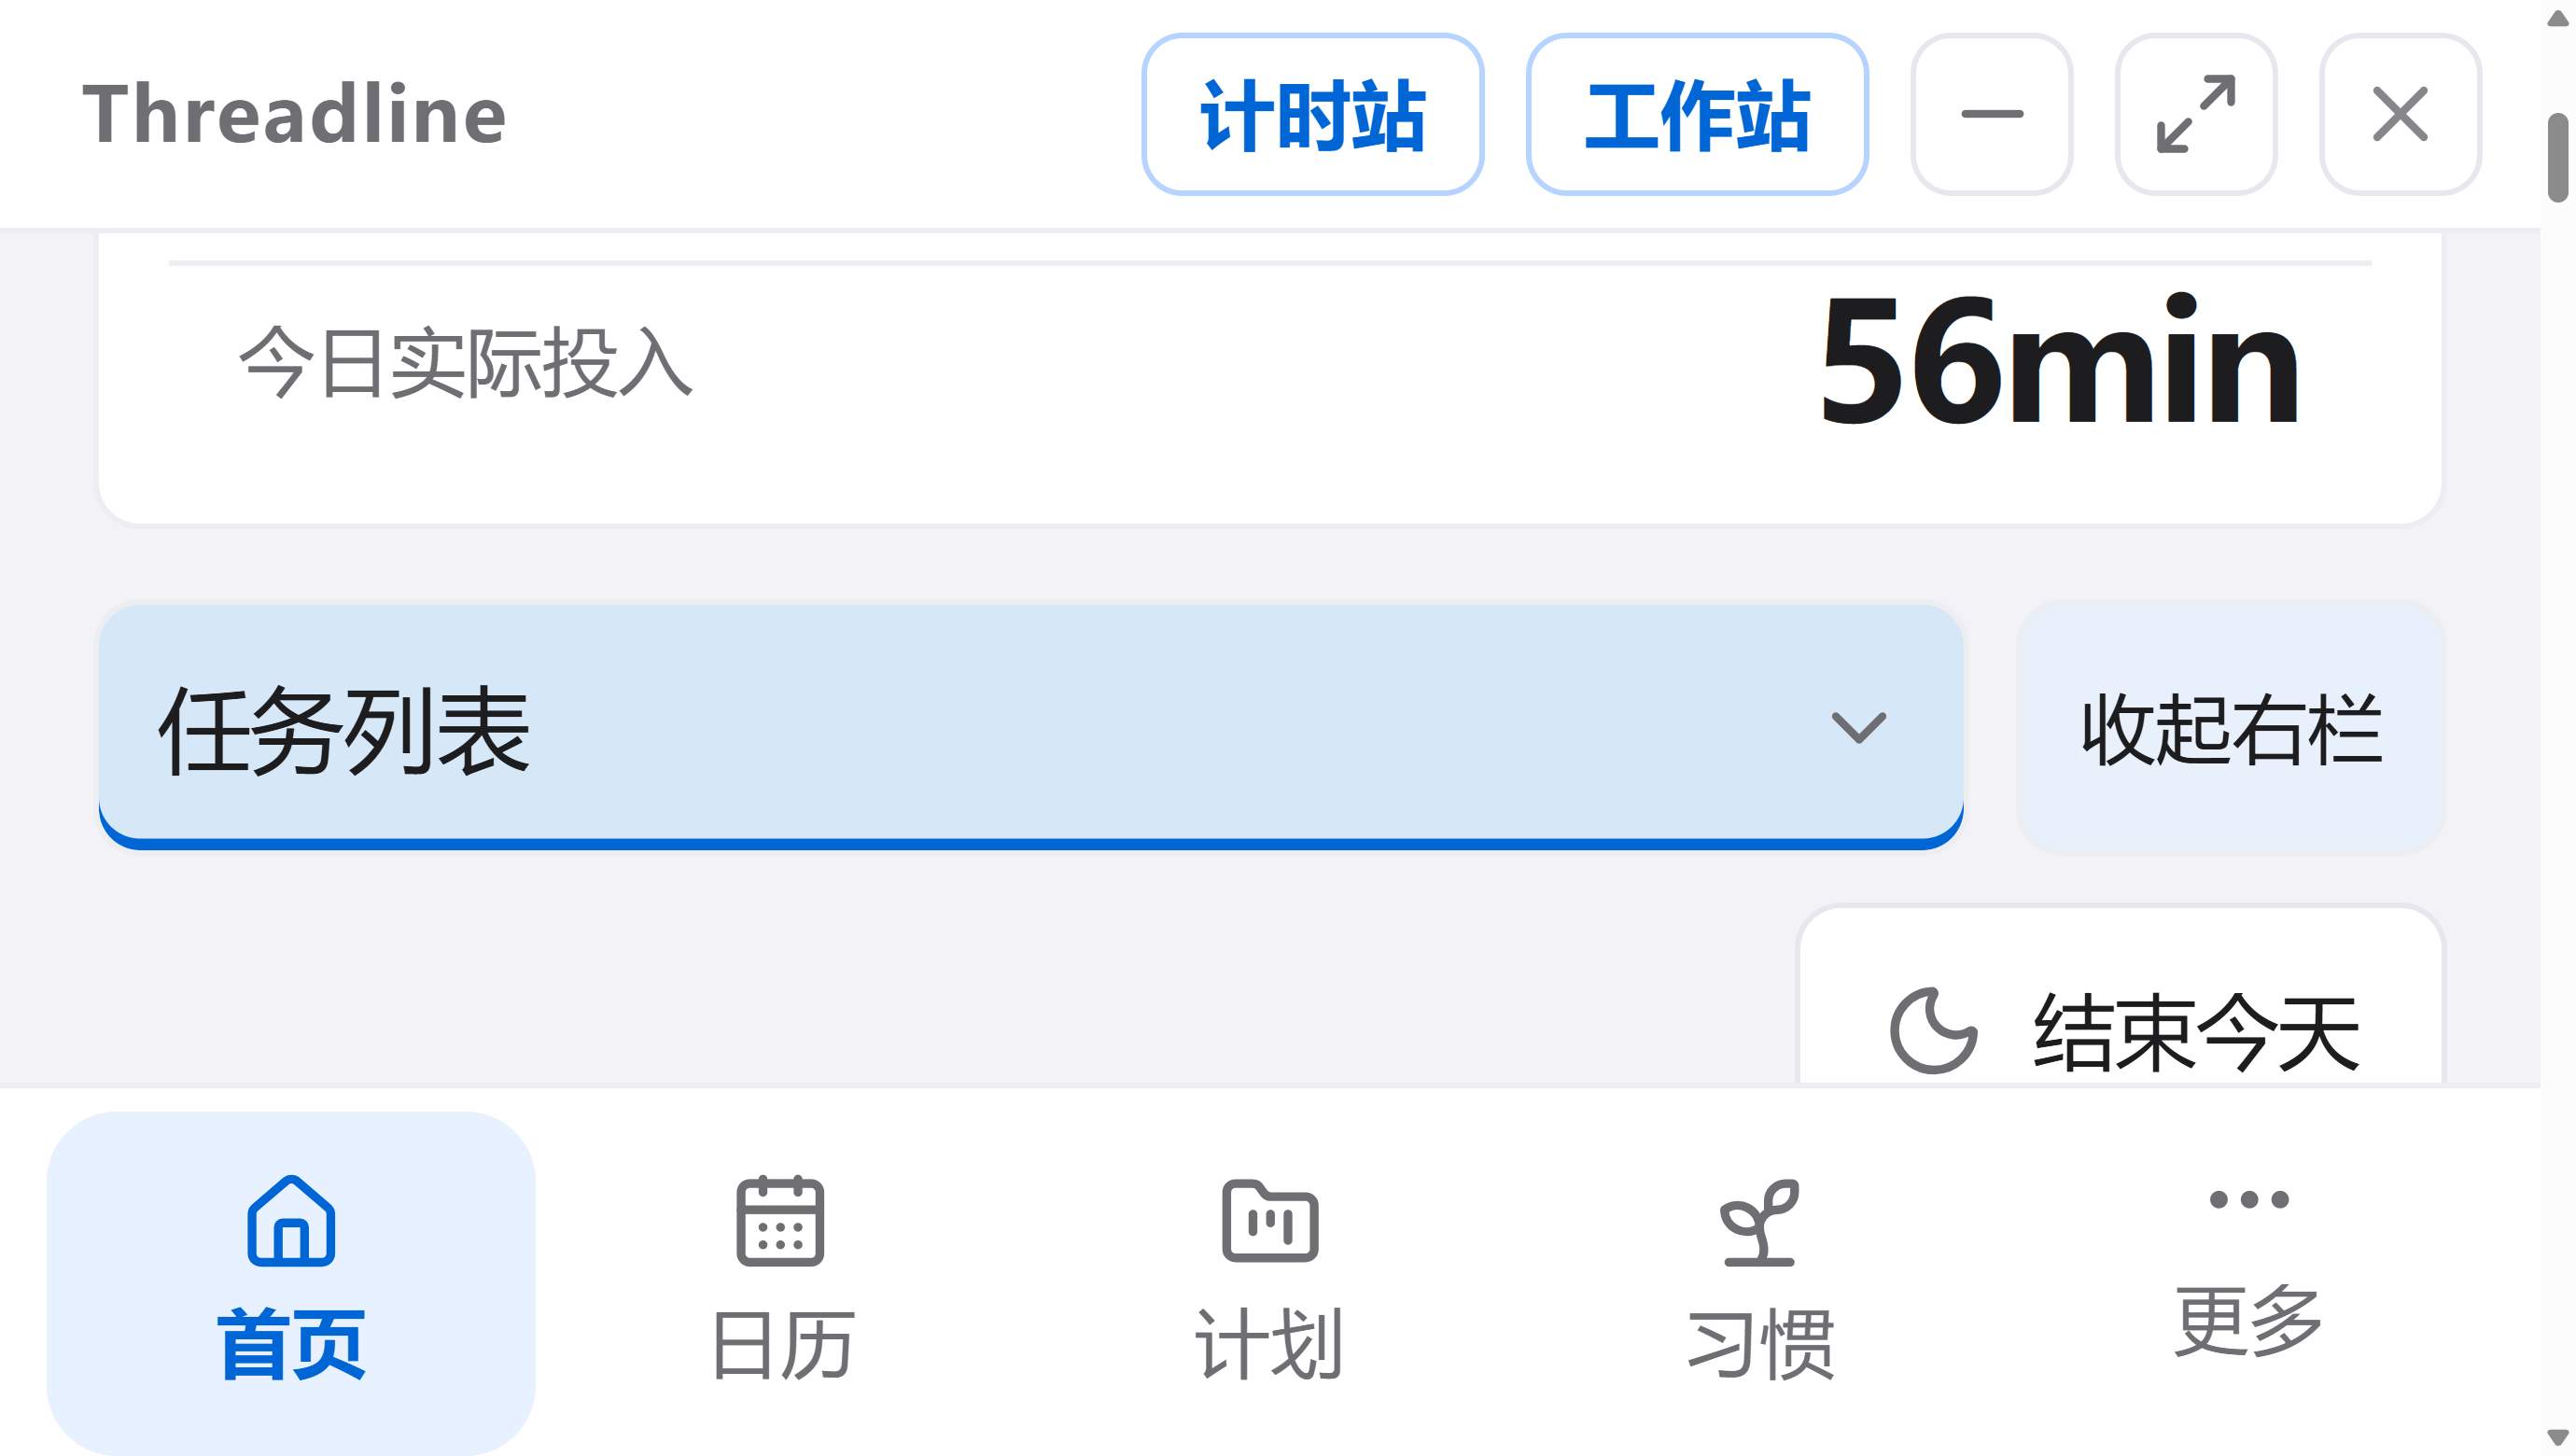 Threadline
计时站
工作站
今日实际投入
56min
任务列表
收起右栏
结束今天
首页
日历
计划
习惯
更多